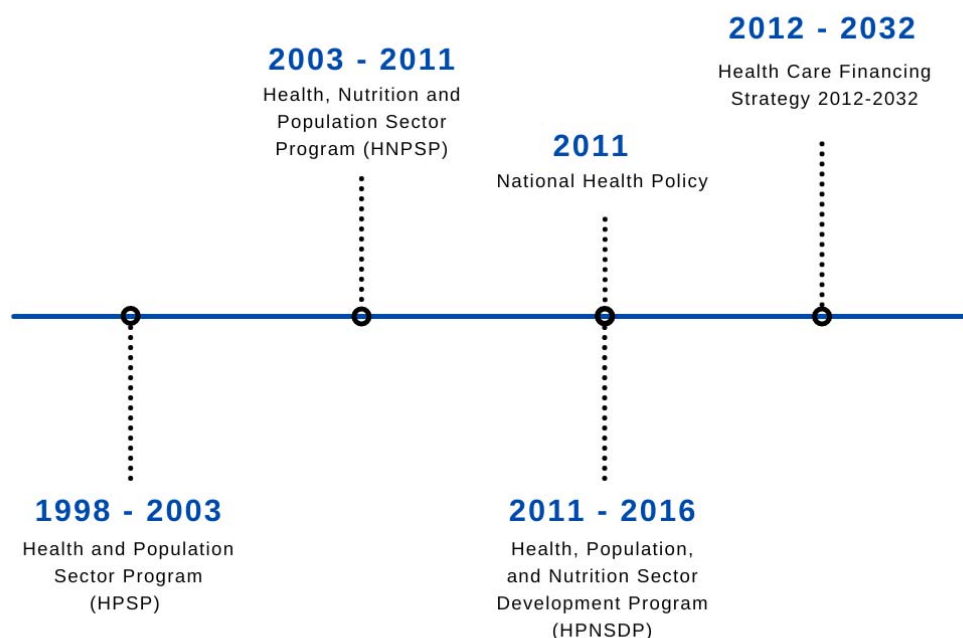 2003 - 2011
Health, Nutrition and
Population Sector
Program (HNPSP)
2011
National Health Policy
2012 - 2032
Health Care Financing
Strategy 2012-2032
1998 - 2003
Health and Population
Sector Program
(HPSP)
2011 - 2016
Health, Population,
and Nutrition Sector
Development Program
(HPNSDP)